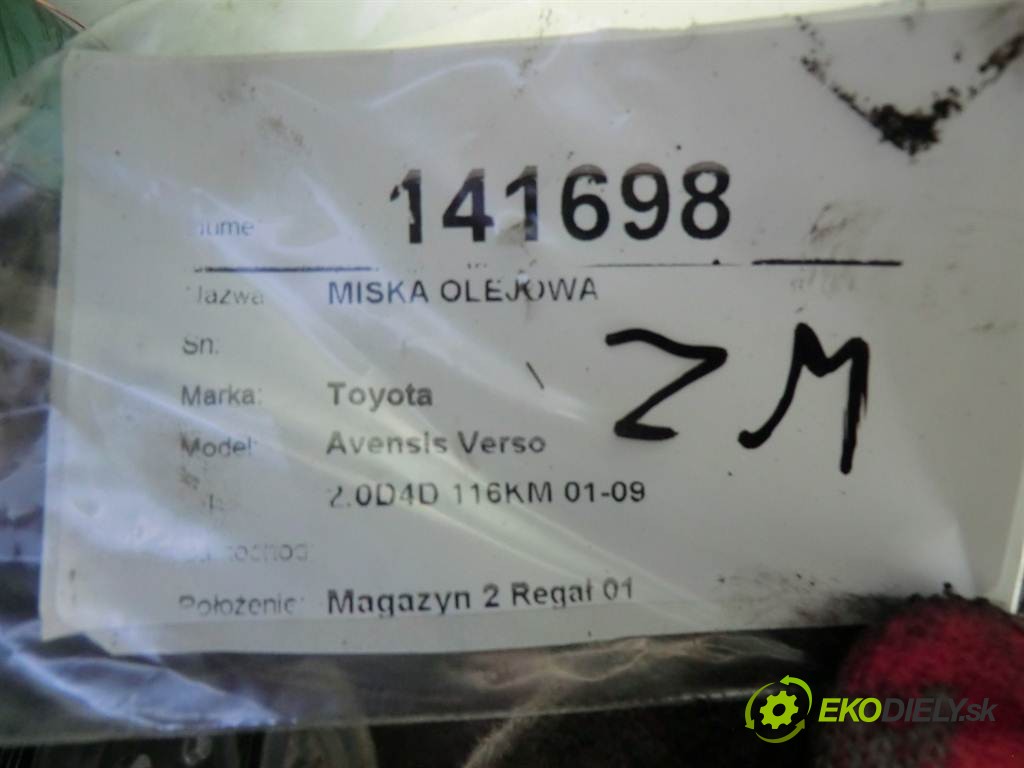 141698
MISKA OLEJOWA
Sn.
ZM
Marka: Toyota
Model: Avensis Verso
2.0D4D 116KM 01-09
Położenie: Magazyn 2 Regał 01
EKODIELY.sk